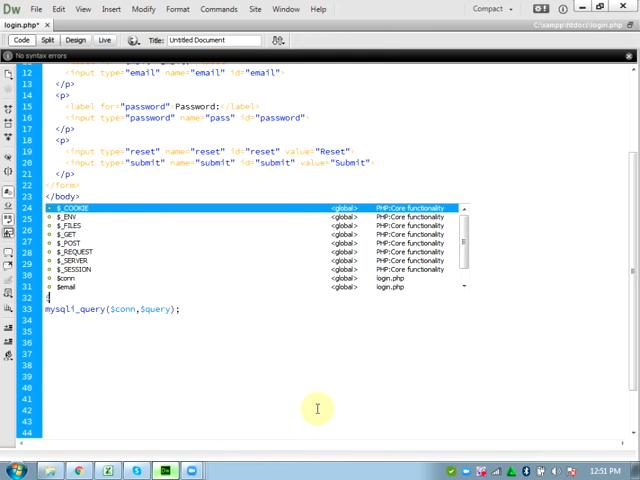 Dw File Edit View Insert Modify Format Commands Site Window Help Compact
login.php* × C:\xampp\htdocs\login.php
Code Split Design Live Title: Untitled Document
No syntax errors
12 <input type="email" name="email" id="email">
13 </p>
14 <p>
15 <label for="password" Password:</label>
16 <input type="password" name="pass" id="password">
17 </p>
18 <p>
19 <input type="reset" name="reset" id="reset" value="Reset">
20 <input type="submit" name="submit" id="submit" value="Submit">
21 </p>
22 </form>
23 </body>
24 $_COOKIE <global> PHP:Core functionality
25 $_ENV <global> PHP:Core functionality
26 $_FILES <global> PHP:Core functionality
27 $_GET <global> PHP:Core functionality
$_POST <global> PHP:Core functionality
28 $_REQUEST <global> PHP:Core functionality
29 $_SERVER <global> PHP:Core functionality
$_SESSION <global> PHP:Core functionality
30 $conn <global> login.php
31 $email <global> login.php
32 $
33 mysqli_query($conn,$query);
34
35
36
37
38
39
40
41
42
43
44
12:51 PM